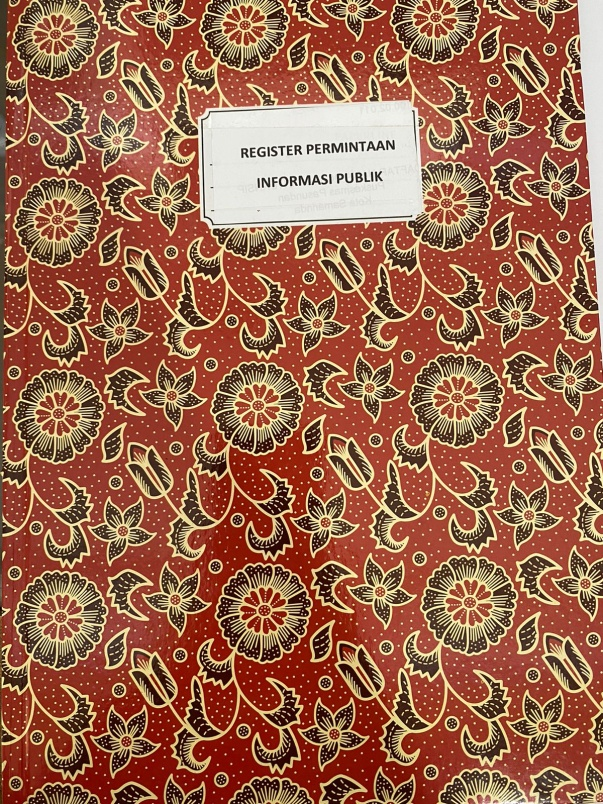 REGISTER PERMINTAAN
INFORMASI PUBLIK